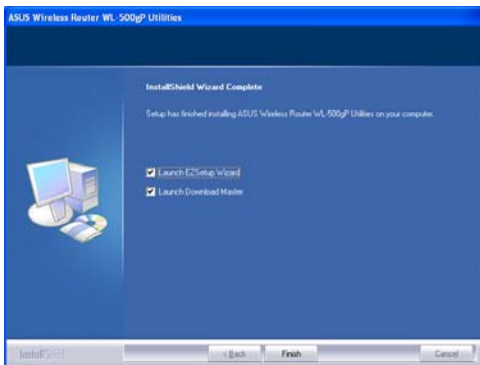 ASUS Wireless Router WL-500gP Utilities
InstallShield Wizard Complete
Setup has finished installing ASUS Wireless Router WL-500gP Utilities on your computer.
Launch EZSetup Wizard
Launch Download Master
InstallShield
< Back
Finish
Cancel